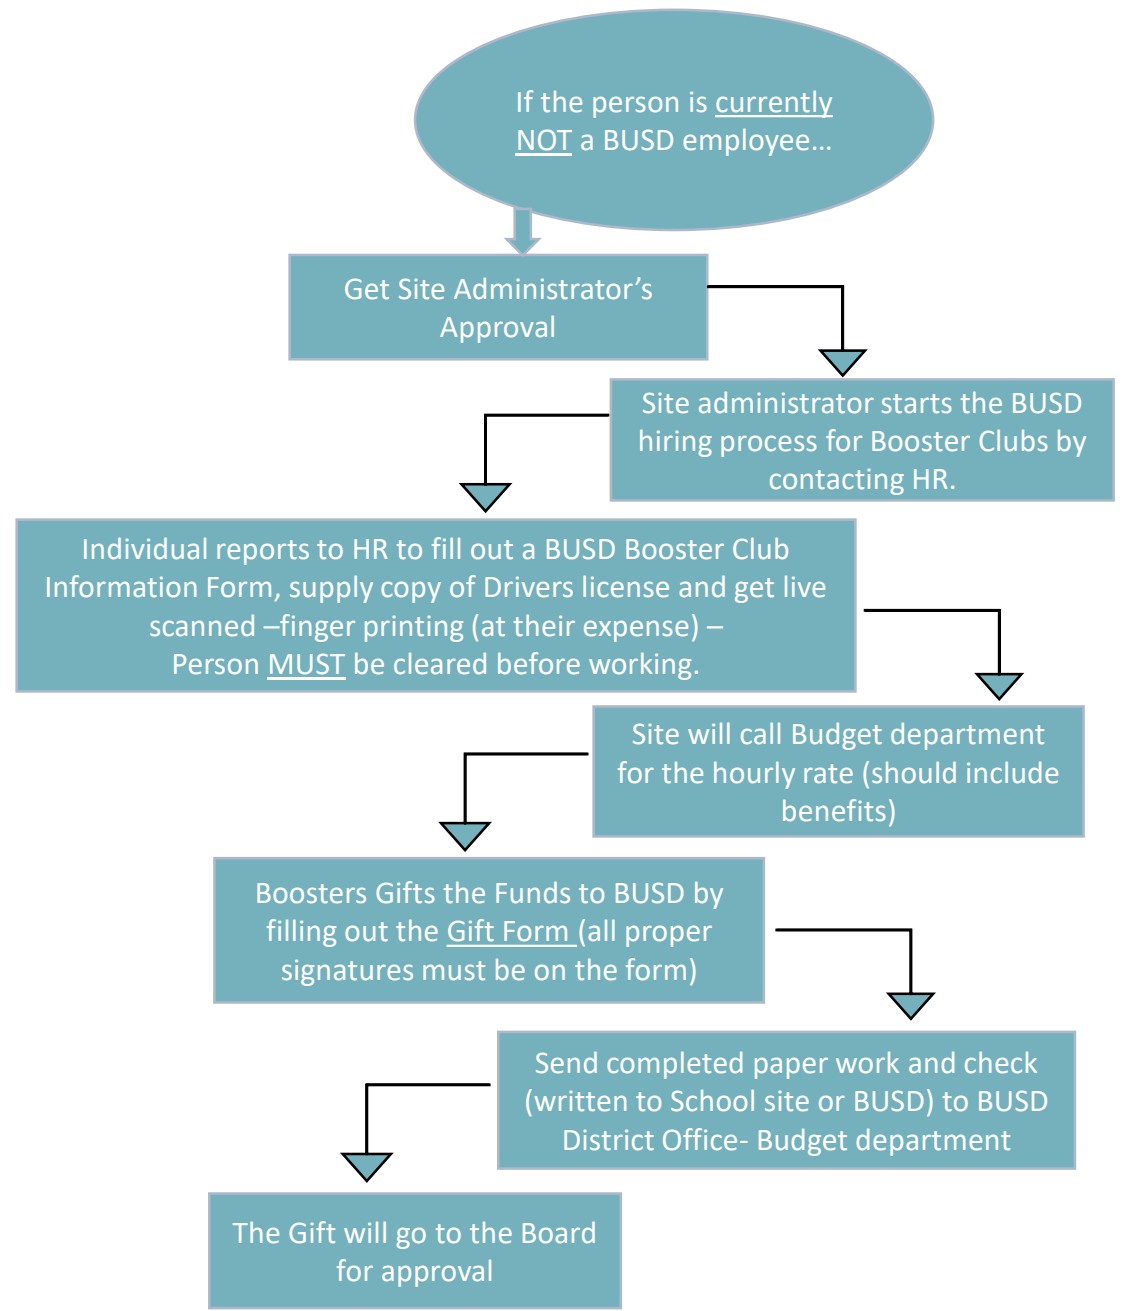 If the person is currently
NOT a BUSD employee...
Get Site Administrator’s
Approval
Site administrator starts the BUSD
hiring process for Booster Clubs by
contacting HR.
Individual reports to HR to fill out a BUSD Booster Club
Information Form, supply copy of Drivers license and get live
scanned –finger printing (at their expense) –
Person MUST be cleared before working.
Site will call Budget department
for the hourly rate (should include
benefits)
Boosters Gifts the Funds to BUSD by
filling out the Gift Form (all proper
signatures must be on the form)
Send completed paper work and check
(written to School site or BUSD) to BUSD
District Office- Budget department
The Gift will go to the Board
for approval